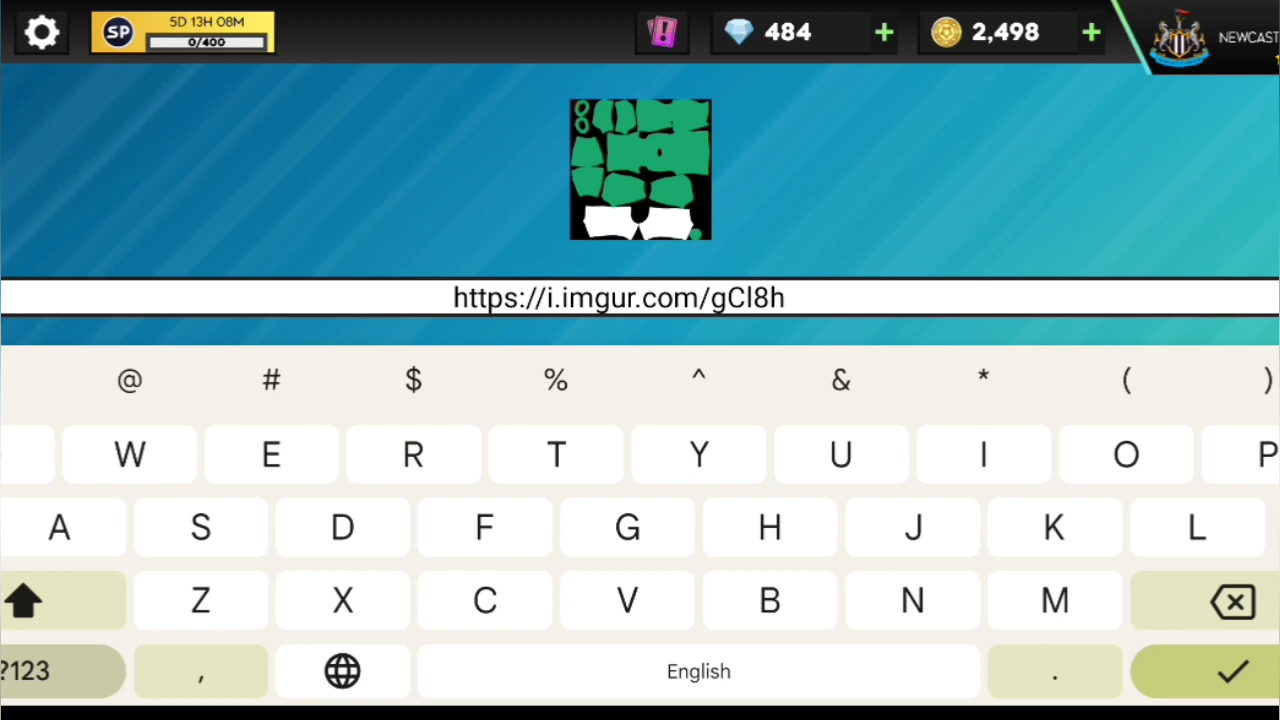 SP 5D 13H 08M 484 + 2,498 + NEWCAST
0/400
https://i.imgur.com/gCl8h
@ # $ % ^ & * ( )
W E R T Y U I O P
A S D F G H J K L
Z X C V B N M
?123 , English .